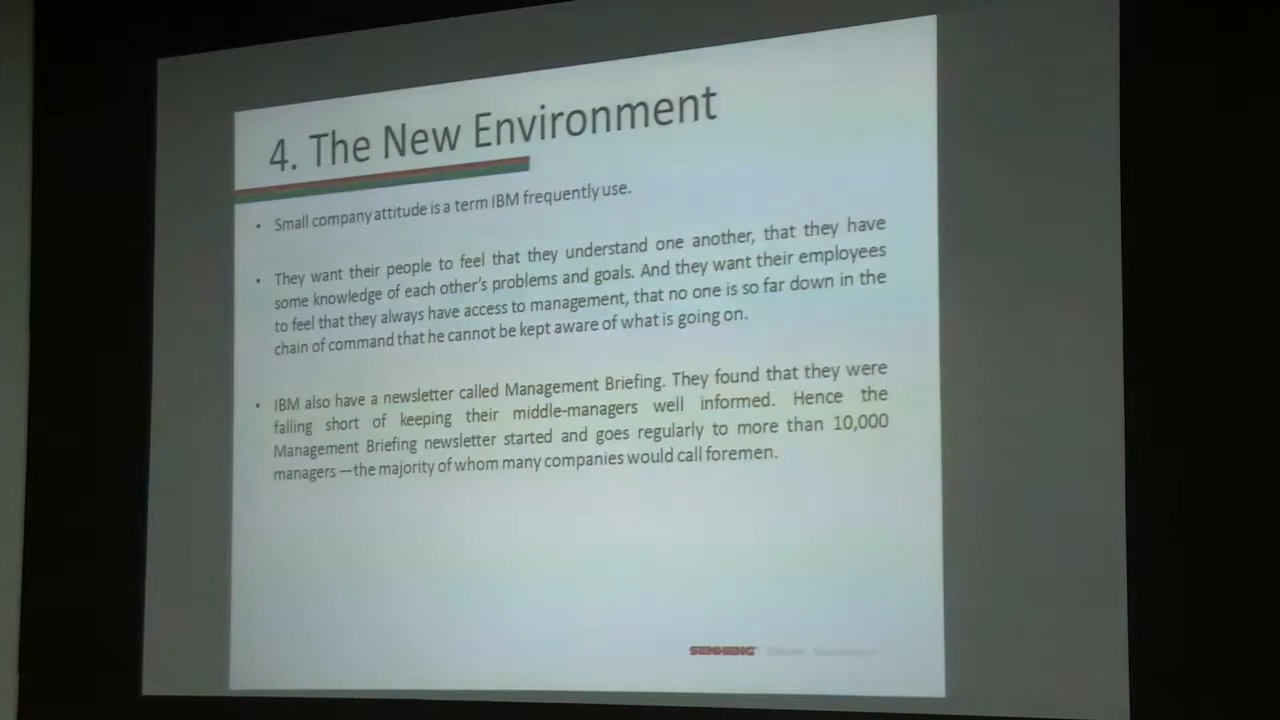 4. The New Environment
• Small company attitude is a term IBM frequently use.
• They want their people to feel that they understand one another, that they have
some knowledge of each other's problems and goals. And they want their employees
to feel that they always have access to management, that no one is so far down in the
chain of command that he cannot be kept aware of what is going on.
• IBM also have a newsletter called Management Briefing. They found that they were
falling short of keeping their middle-managers well informed. Hence the
Management Briefing newsletter started and goes regularly to more than 10,000
managers —the majority of whom many companies would call foremen.
SENHENG